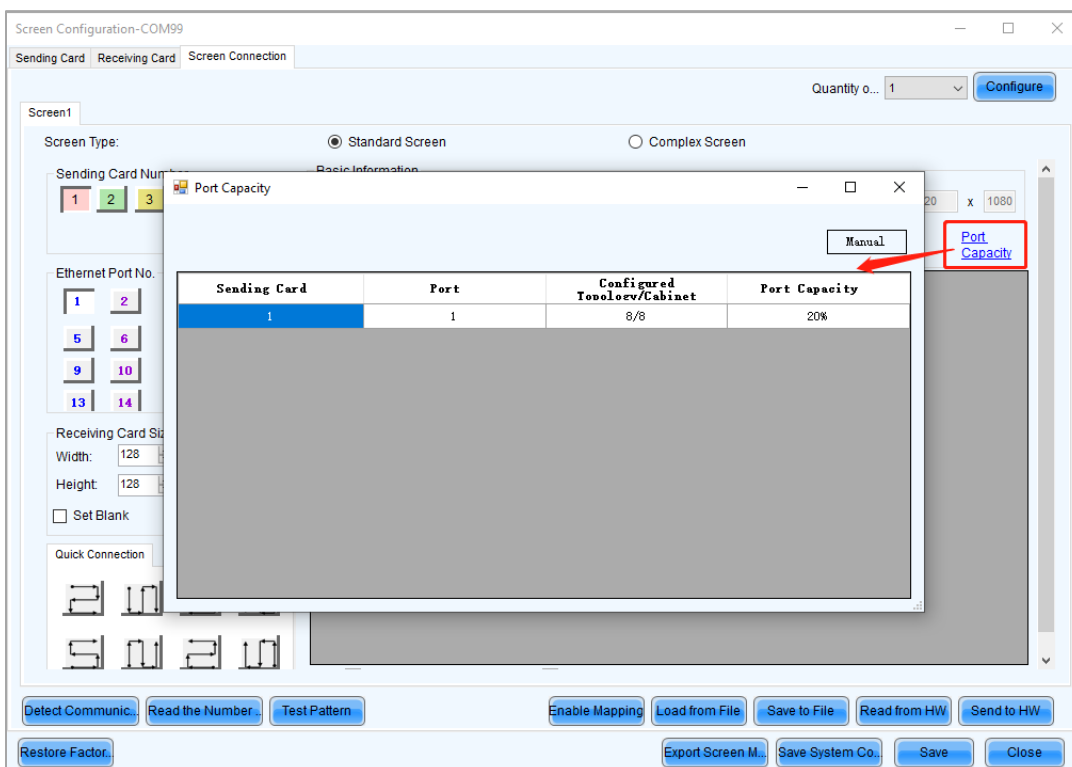 Screen Configuration-COM99
Sending Card Receiving Card Screen Connection
Quantity o... 1 Configure
Screen1
Screen Type: Standard Screen Complex Screen
Sending Card
Basic Information
1 2 3
20 x 1080
Port Capacity
Manual
Port
Capacity
Ethernet Port No.
1 2
5 6
9 10
13 14
Sending Card Port Configured Topology/Cabinet Port Capacity
1 1 8/8 20%
Receiving Card
Width: 128
Height: 128
Set Blank
Quick Connection
Detect Communic.. Read the Number .. Test Pattern Enable Mapping Load from File Save to File Read from HW Send to HW
Restore Factor.. Export Screen M.. Save System Co.. Save Close